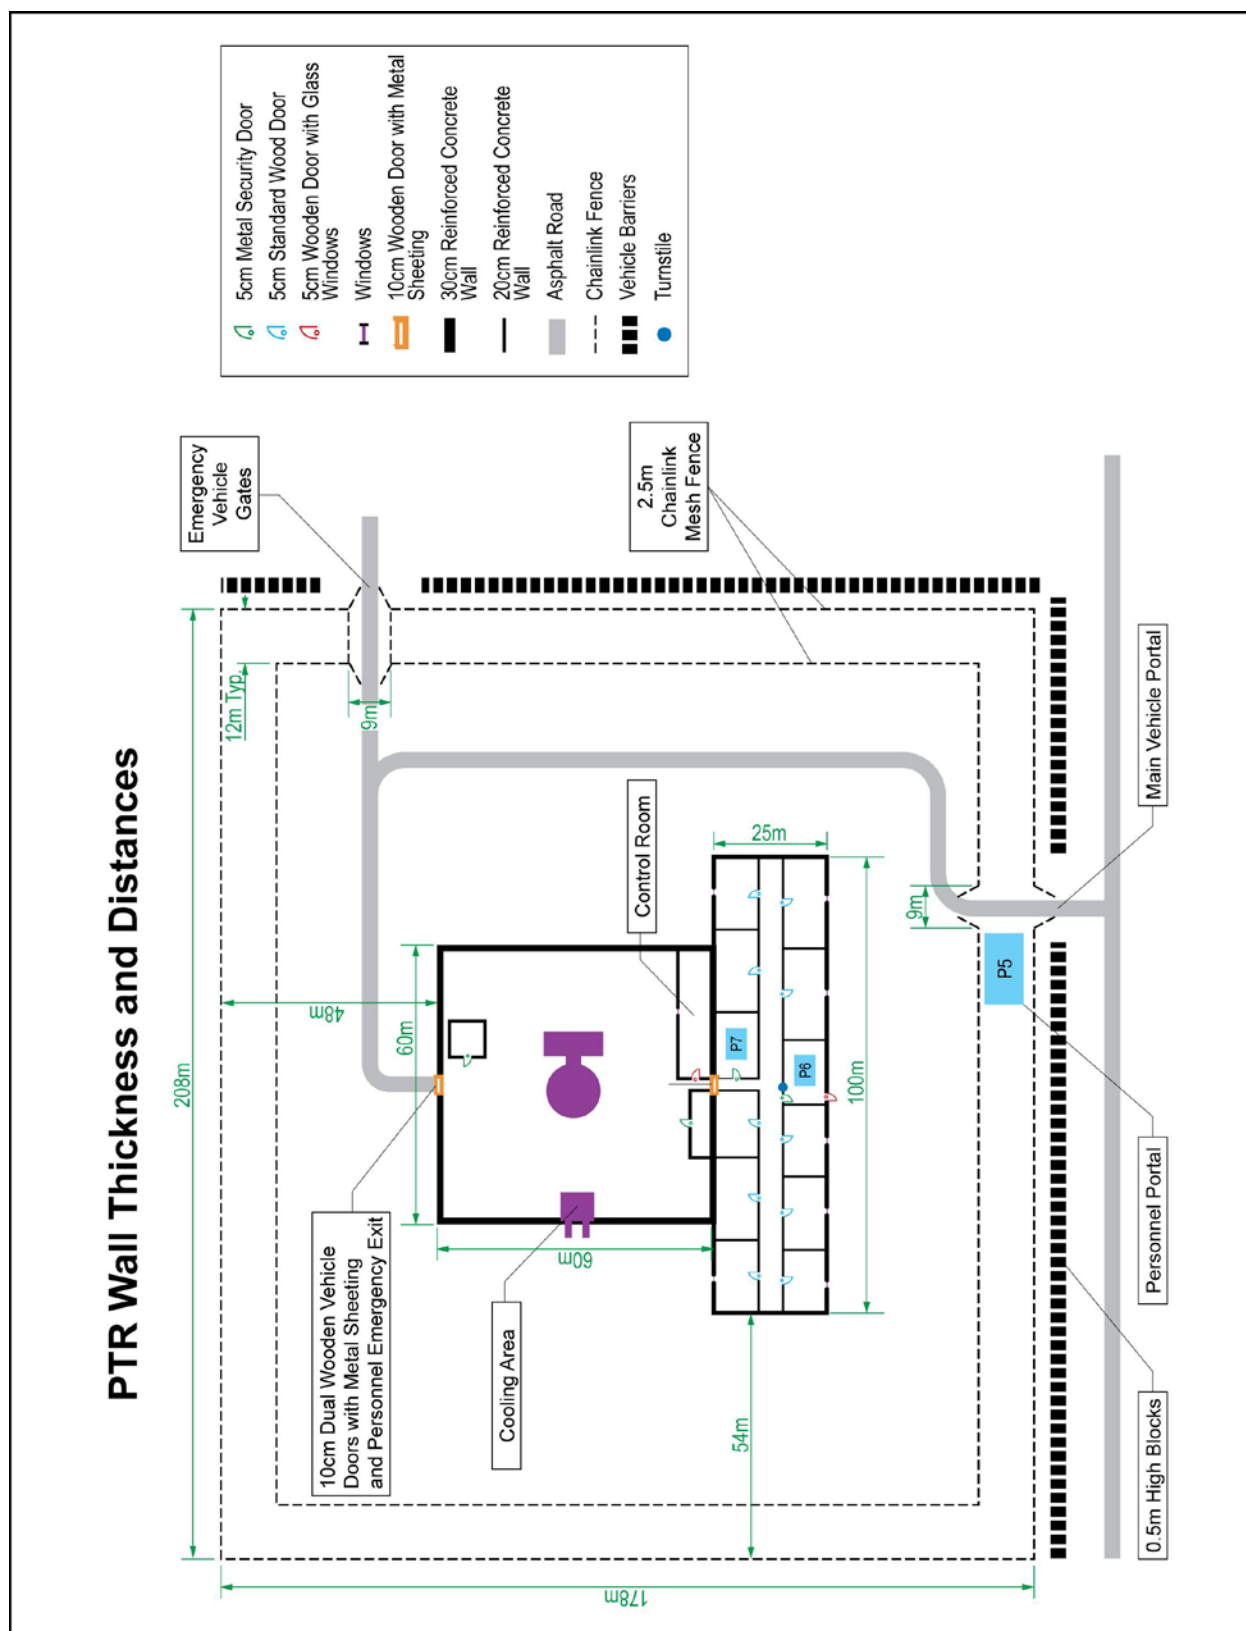 PTR Wall Thickness and Distances
208m
178m
12m Typ.
9m
48m
60m
60m
54m
25m
100m
9m
10cm Dual Wooden Vehicle
Doors with Metal Sheeting
and Personnel Emergency Exit
Cooling Area
Control Room
P7
P6
P5
Emergency
Vehicle
Gates
2.5m
Chainlink
Mesh Fence
0.5m High Blocks
Personnel Portal
Main Vehicle Portal
5cm Metal Security Door
5cm Standard Wood Door
5cm Wooden Door with Glass
Windows
Windows
10cm Wooden Door with Metal
Sheeting
30cm Reinforced Concrete
Wall
20cm Reinforced Concrete
Wall
Asphalt Road
Chainlink Fence
Vehicle Barriers
Turnstile